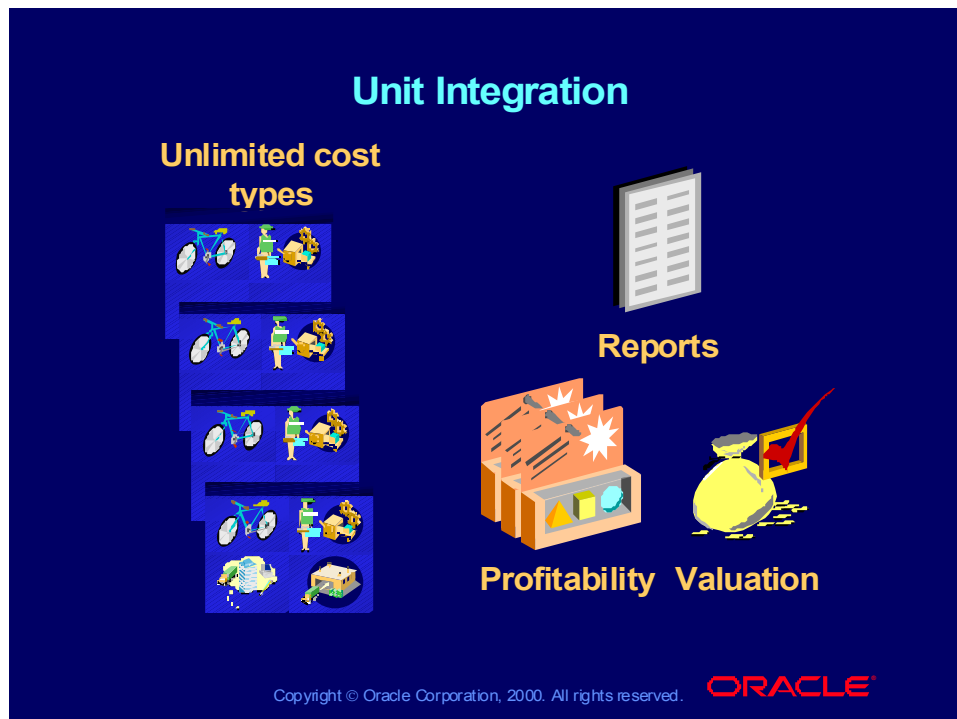 Unit Integration
Unlimited cost
types
Reports
Profitability
Valuation
Copyright © Oracle Corporation, 2000. All rights reserved.
ORACLE®